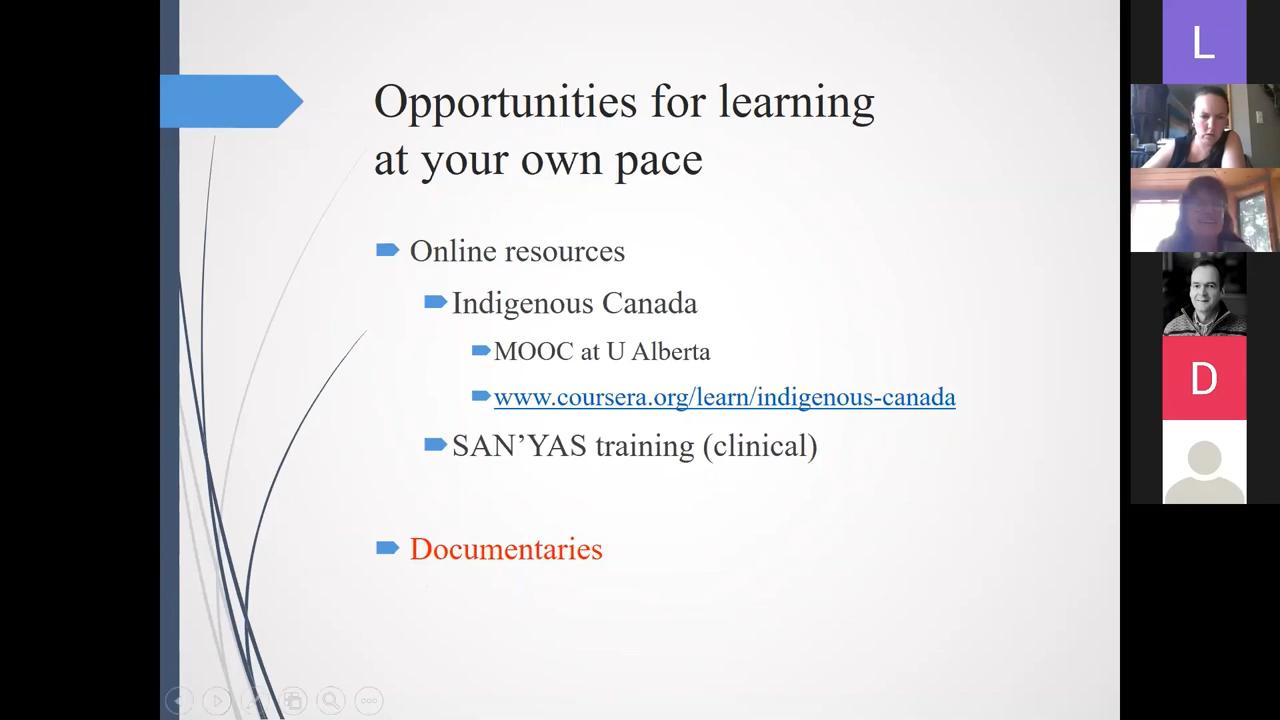 Opportunities for learning
at your own pace
Online resources
Indigenous Canada
MOOC at U Alberta
www.coursera.org/learn/indigenous-canada
SAN’YAS training (clinical)
Documentaries
L
D